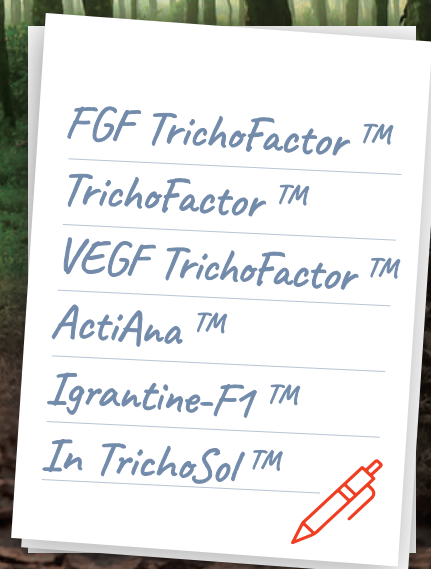 FGF TrichoFactor ™
TrichoFactor ™
VEGF TrichoFactor ™
ActiAna ™
Igrantine-F1 ™
In TrichoSol ™